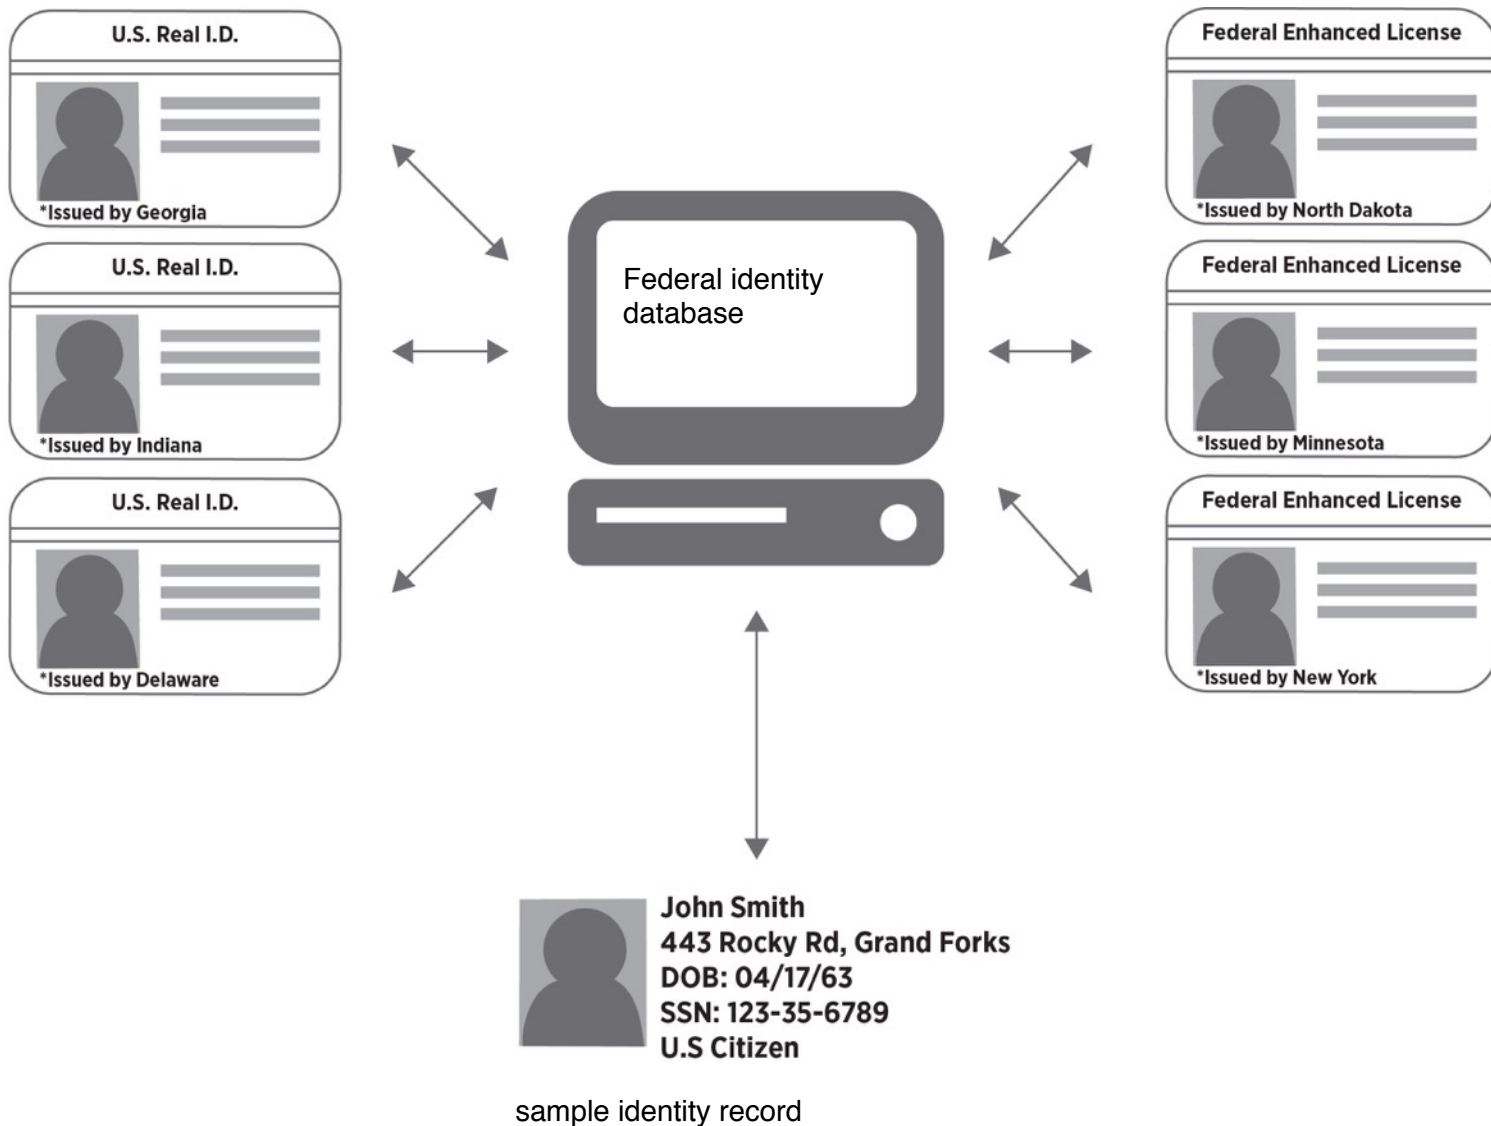 U.S. Real I.D.
*Issued by Georgia
U.S. Real I.D.
*Issued by Indiana
U.S. Real I.D.
*Issued by Delaware
Federal identity
database
Federal Enhanced License
*Issued by North Dakota
Federal Enhanced License
*Issued by Minnesota
Federal Enhanced License
*Issued by New York
John Smith
443 Rocky Rd, Grand Forks
DOB: 04/17/63
SSN: 123-35-6789
U.S Citizen
sample identity record